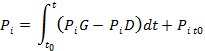 P_i = ∫_{t_0}^{t} (P_i G − P_i D) dt + P_{i t0}